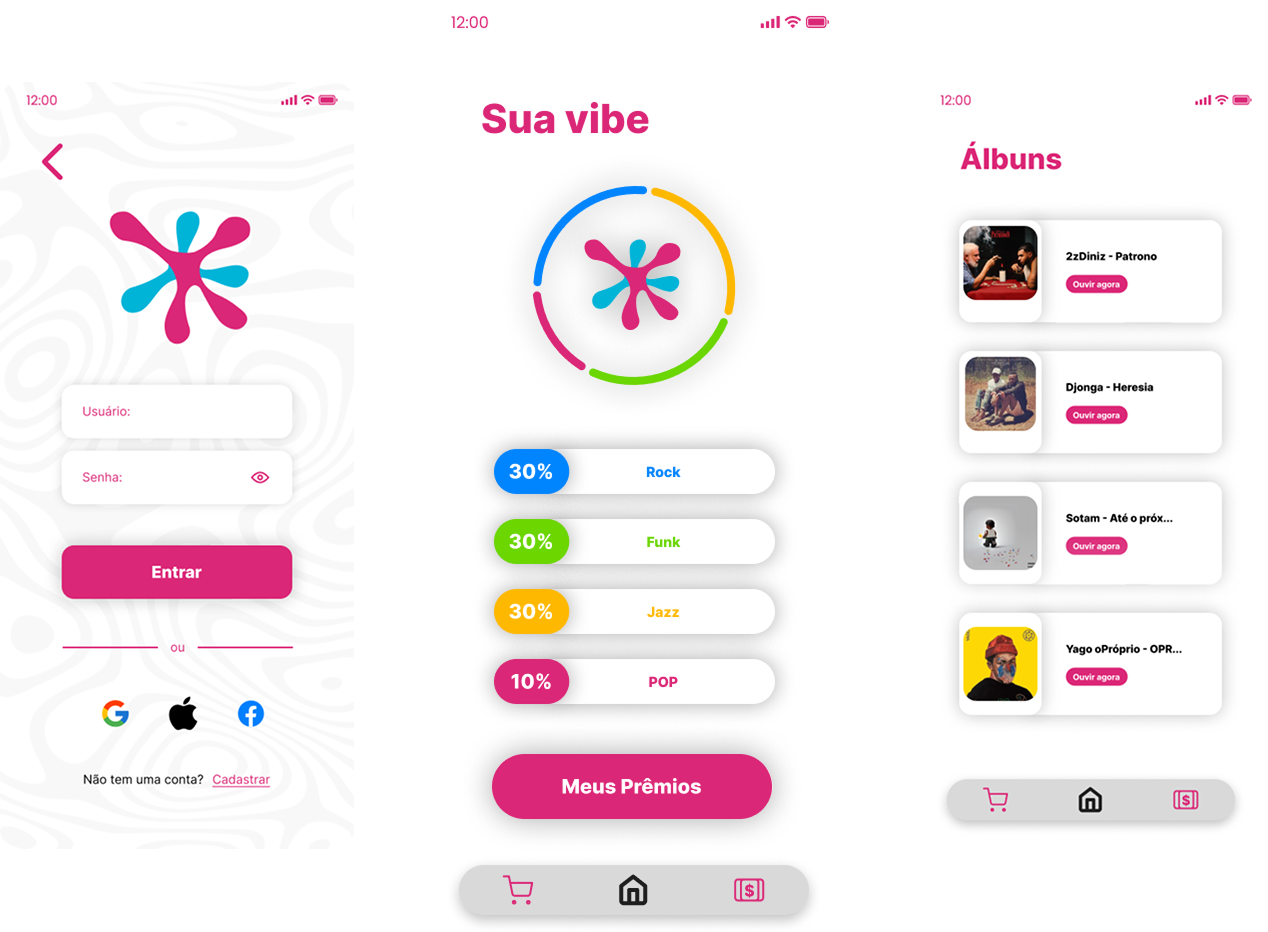 12:00
Usuário:
Senha:
Entrar
ou
Não tem uma conta? Cadastrar
12:00
Sua vibe
30% Rock
30% Funk
30% Jazz
10% POP
Meus Prêmios
$
12:00
Álbuns
2zDiniz - Patrono
Ouvir agora
Djonga - Heresia
Ouvir agora
Sotam - Até o próx...
Ouvir agora
Yago oPróprio - OPR...
Ouvir agora
$